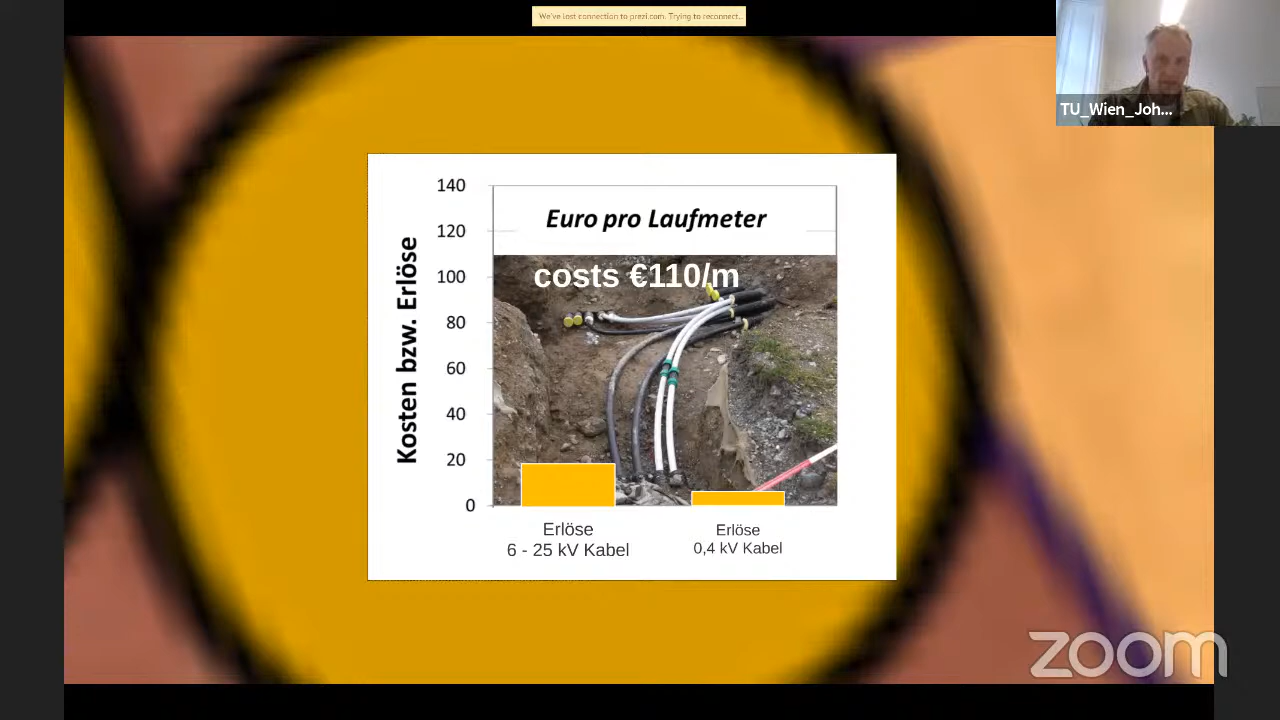 We've lost connection to prezi.com. Trying to reconnect...
TU_Wien_Joh...
140
120
100
80
60
40
20
0
Kosten bzw. Erlöse
Euro pro Laufmeter
costs €110/m
Erlöse
6 - 25 kV Kabel
Erlöse
0,4 kV Kabel
zoom